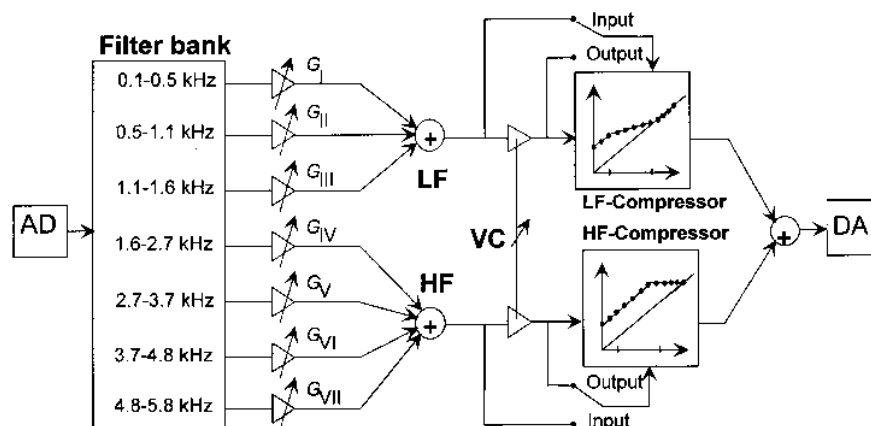 Filter bank
0.1-0.5 kHz
0.5-1.1 kHz
1.1-1.6 kHz
1.6-2.7 kHz
2.7-3.7 kHz
3.7-4.8 kHz
4.8-5.8 kHz
AD
G_I
G_II
G_III
G_IV
G_V
G_VI
G_VII
+
LF
HF
+
VC
Input
Output
LF-Compressor
HF-Compressor
Output
Input
+
DA